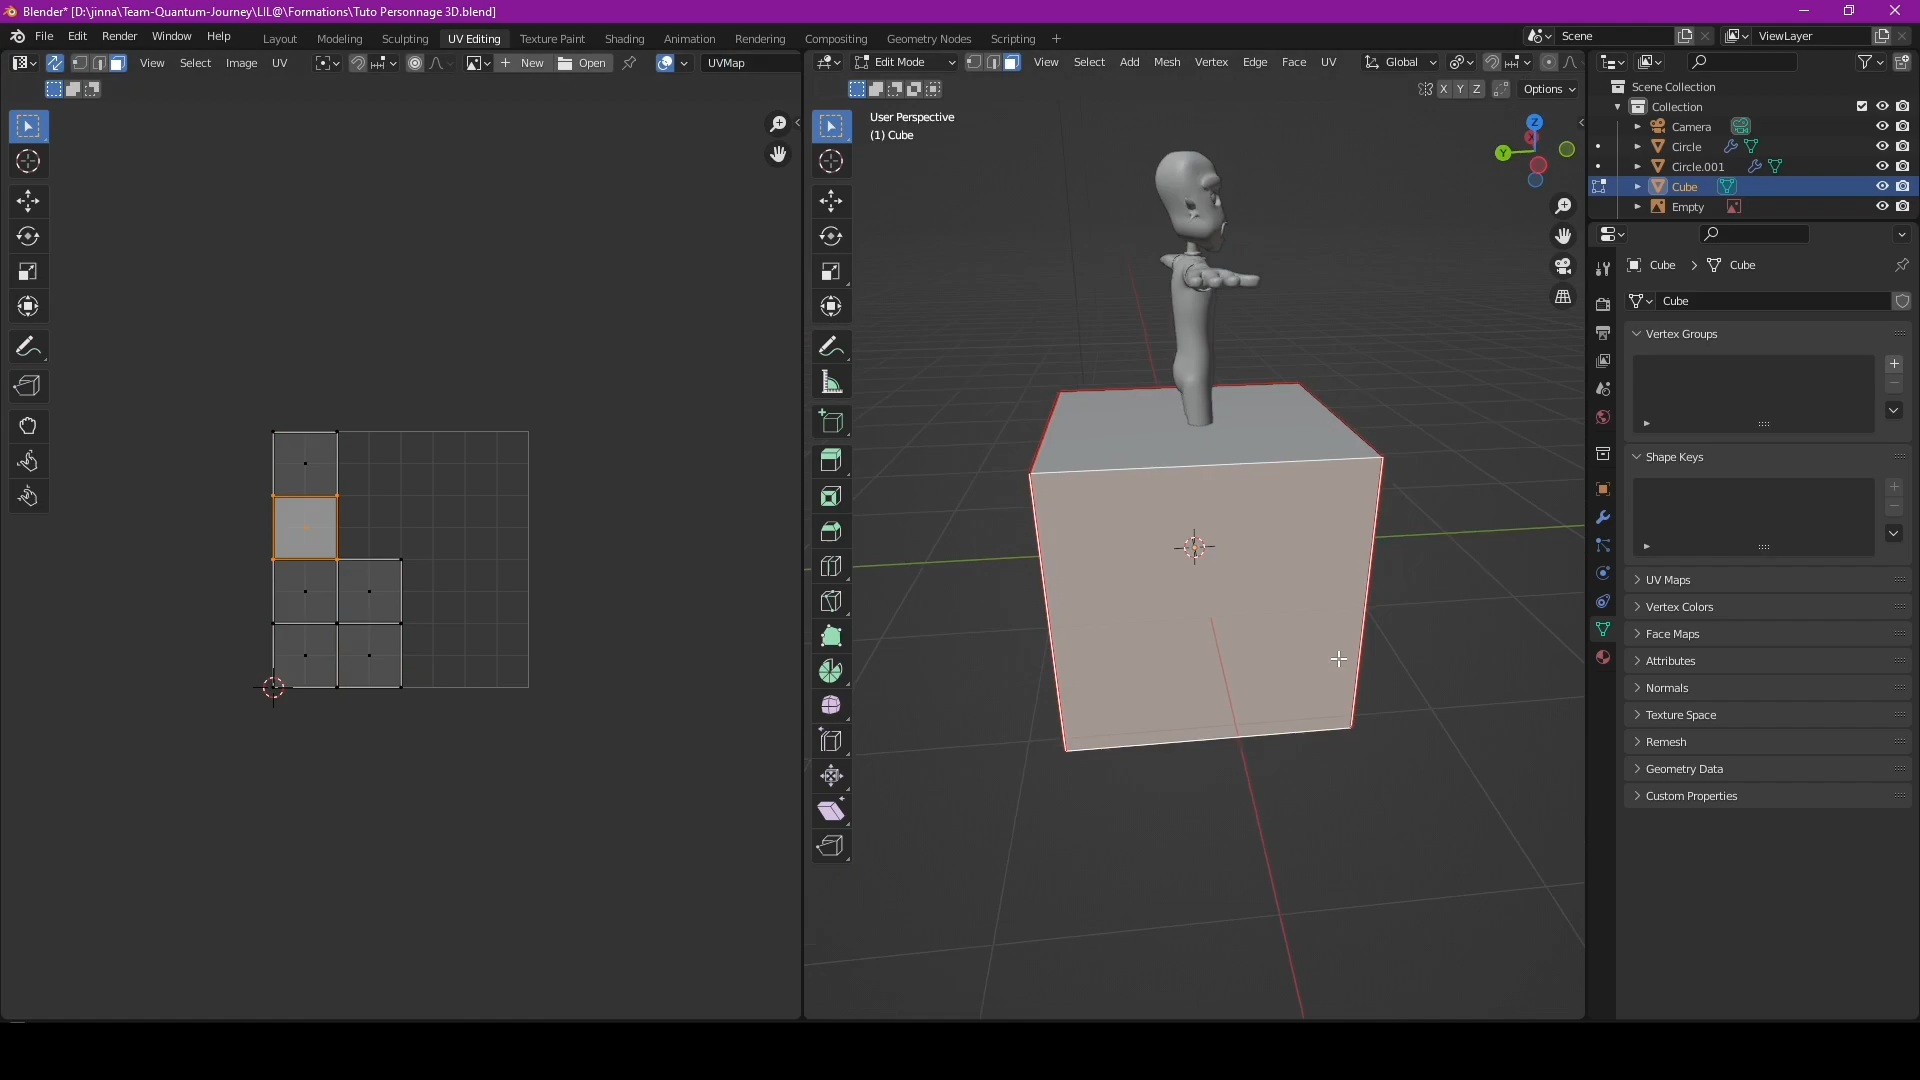 Blender* [D:\jinna\Team-Quantum-Journey\LIL@\Formations\Tuto Personnage 3D.blend]
File Edit Render Window Help Layout Modeling Sculpting UV Editing Texture Paint Shading Animation Rendering Compositing Geometry Nodes Scripting + Scene ViewLayer
View Select Image UV + New Open UVMap Edit Mode View Select Add Mesh Vertex Edge Face UV Global
X Y Z Options
User Perspective
(1) Cube
Z
Y
X
Scene Collection
Collection
Camera
Circle
Circle.001
Cube
Empty
Cube > Cube
Cube
Vertex Groups
Shape Keys
UV Maps
Vertex Colors
Face Maps
Attributes
Normals
Texture Space
Remesh
Geometry Data
Custom Properties